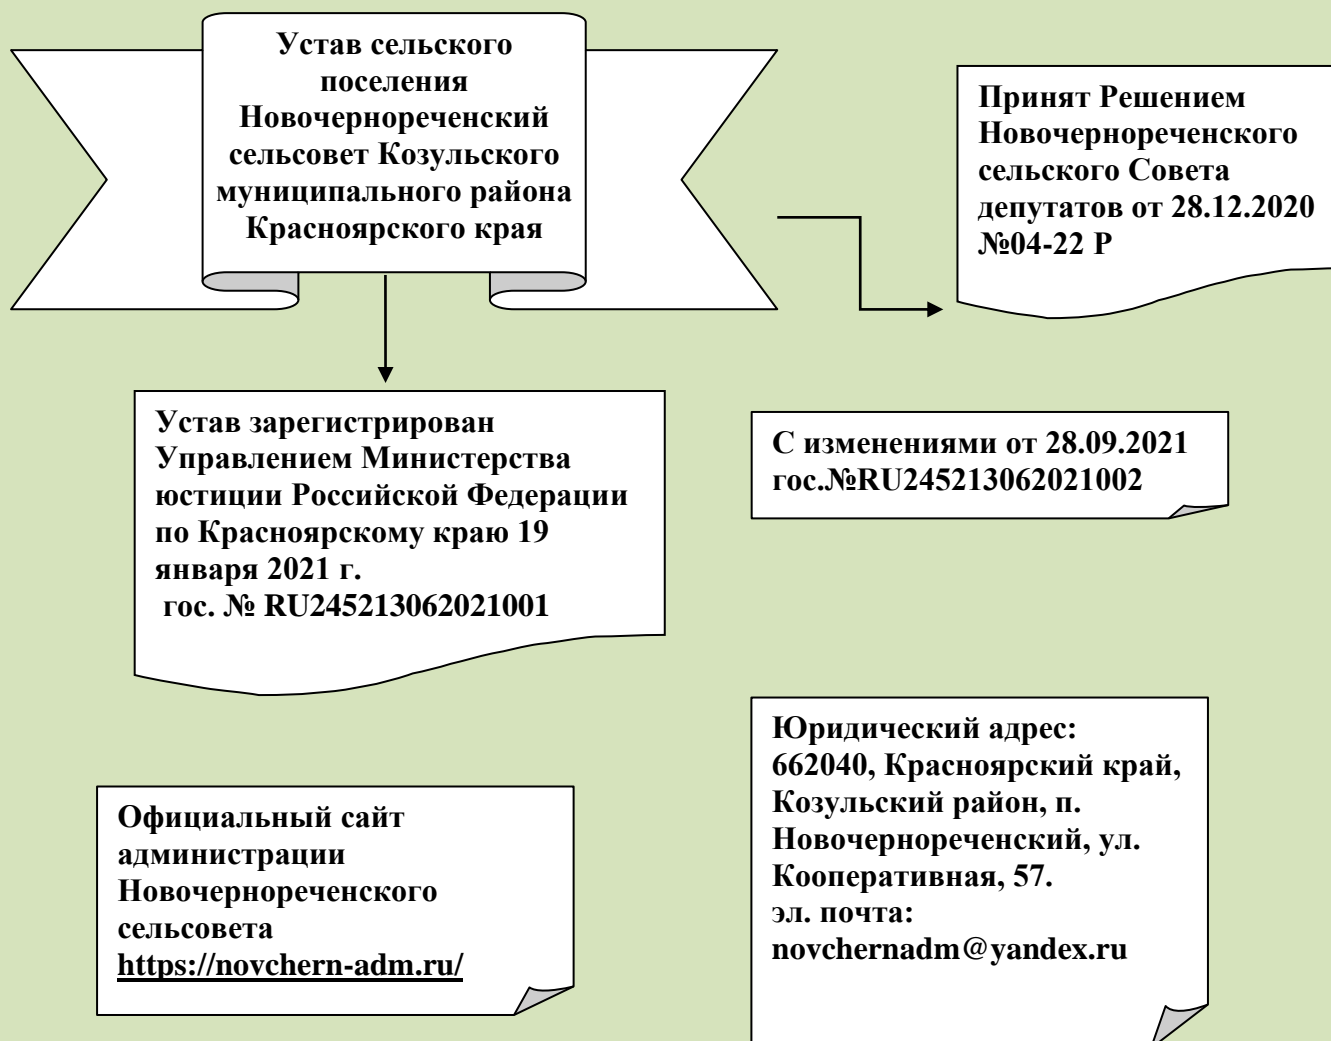 Устав сельского
поселения
Новочернореченский
сельсовет Козульского
муниципального района
Красноярского края
Принят Решением
Новочернореченского
сельского Совета
депутатов от 28.12.2020
№04-22 Р
Устав зарегистрирован
Управлением Министерства
юстиции Российской Федерации
по Красноярскому краю 19
января 2021 г.
гос. № RU245213062021001
С изменениями от 28.09.2021
гос.№RU245213062021002
Официальный сайт
администрации
Новочернореченского
сельсовета
https://novchern-adm.ru/
Юридический адрес:
662040, Красноярский край,
Козульский район, п.
Новочернореченский, ул.
Кооперативная, 57.
эл. почта:
novchernadm@yandex.ru